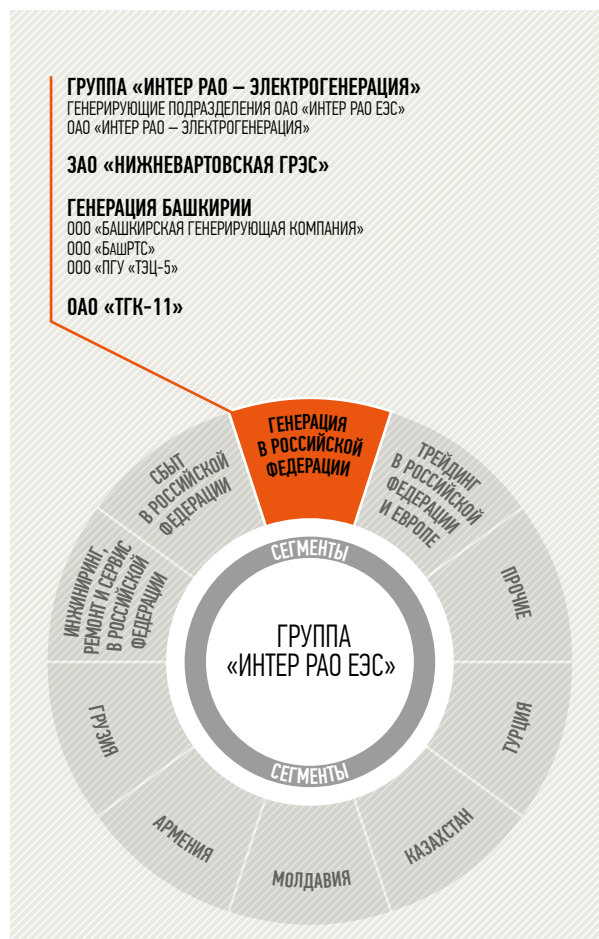 ГРУППА «ИНТЕР РАО – ЭЛЕКТРОГЕНЕРАЦИЯ»
ГЕНЕРИРУЮЩИЕ ПОДРАЗДЕЛЕНИЯ ОАО «ИНТЕР РАО ЕЭС»
ОАО «ИНТЕР РАО – ЭЛЕКТРОГЕНЕРАЦИЯ»
ЗАО «НИЖНЕВАРТОВСКАЯ ГРЭС»
ГЕНЕРАЦИЯ БАШКИРИИ
ООО «БАШКИРСКАЯ ГЕНЕРИРУЮЩАЯ КОМПАНИЯ»
ООО «БАШРТС»
ООО «ПГУ «ТЭЦ-5»
ОАО «ТГК-11»
ГЕНЕРАЦИЯ
В РОССИЙСКОЙ
ФЕДЕРАЦИИ
ТРЕЙДИНГ
В РОССИЙСКОЙ
ФЕДЕРАЦИИ
И ЕВРОПЕ
ПРОЧИЕ
ТУРЦИЯ
КАЗАХСТАН
МОЛДАВИЯ
АРМЕНИЯ
ГРУЗИЯ
ИНЖИНИРИНГ,
РЕМОНТ И СЕРВИС
В РОССИЙСКОЙ
ФЕДЕРАЦИИ
СБЫТ
В РОССИЙСКОЙ
ФЕДЕРАЦИИ
СЕГМЕНТЫ
ГРУППА
«ИНТЕР РАО ЕЭС»
СЕГМЕНТЫ